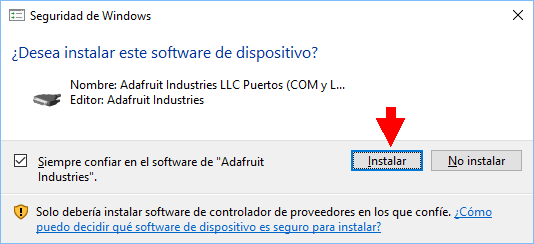 Seguridad de Windows
¿Desea instalar este software de dispositivo?
Nombre: Adafruit Industries LLC Puertos (COM y L...
Editor: Adafruit Industries
Siempre confiar en el software de "Adafruit
Industries".
Instalar
No instalar
Solo debería instalar software de controlador de proveedores en los que confíe. ¿Cómo
puedo decidir qué software de dispositivo es seguro para instalar?